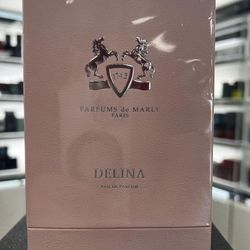 1743
PARFUMS de MARLY
PARIS
DELINA
EAU DE PARFUM